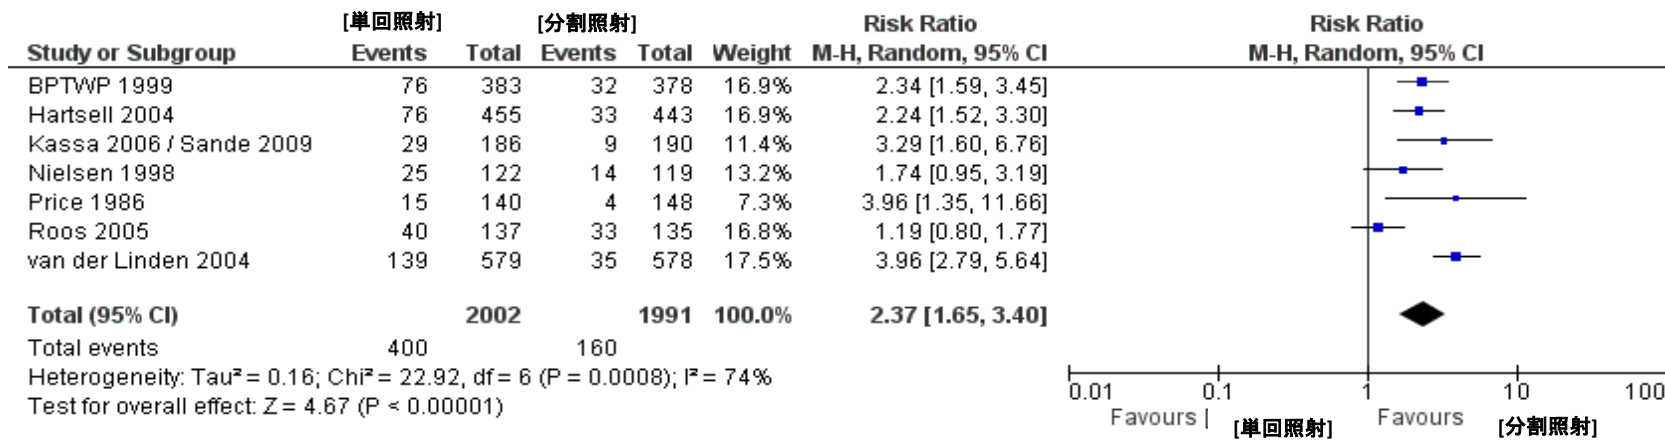 [単回照射] [分割照射] Risk Ratio Risk Ratio
Study or Subgroup Events Total Events Total Weight M-H, Random, 95% CI M-H, Random, 95% CI
BPTWP 1999 76 383 32 378 16.9% 2.34 [1.59, 3.45]
Hartsell 2004 76 455 33 443 16.9% 2.24 [1.52, 3.30]
Kassa 2006 / Sande 2009 29 186 9 190 11.4% 3.29 [1.60, 6.76]
Nielsen 1998 25 122 14 119 13.2% 1.74 [0.95, 3.19]
Price 1986 15 140 4 148 7.3% 3.96 [1.35, 11.66]
Roos 2005 40 137 33 135 16.8% 1.19 [0.80, 1.77]
van der Linden 2004 139 579 35 578 17.5% 3.96 [2.79, 5.64]
Total (95% CI) 2002 1991 100.0% 2.37 [1.65, 3.40]
Total events 400 160
Heterogeneity: Tau² = 0.16; Chi² = 22.92, df = 6 (P = 0.0008); I² = 74%
Test for overall effect: Z = 4.67 (P < 0.00001)
0.01 0.1 1 10 100
Favours [ [単回照射] Favours [分割照射]